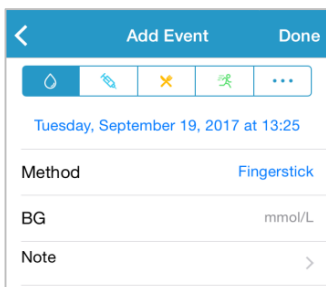 Add Event Done
Tuesday, September 19, 2017 at 13:25
Method Fingerstick
BG mmol/L
Note